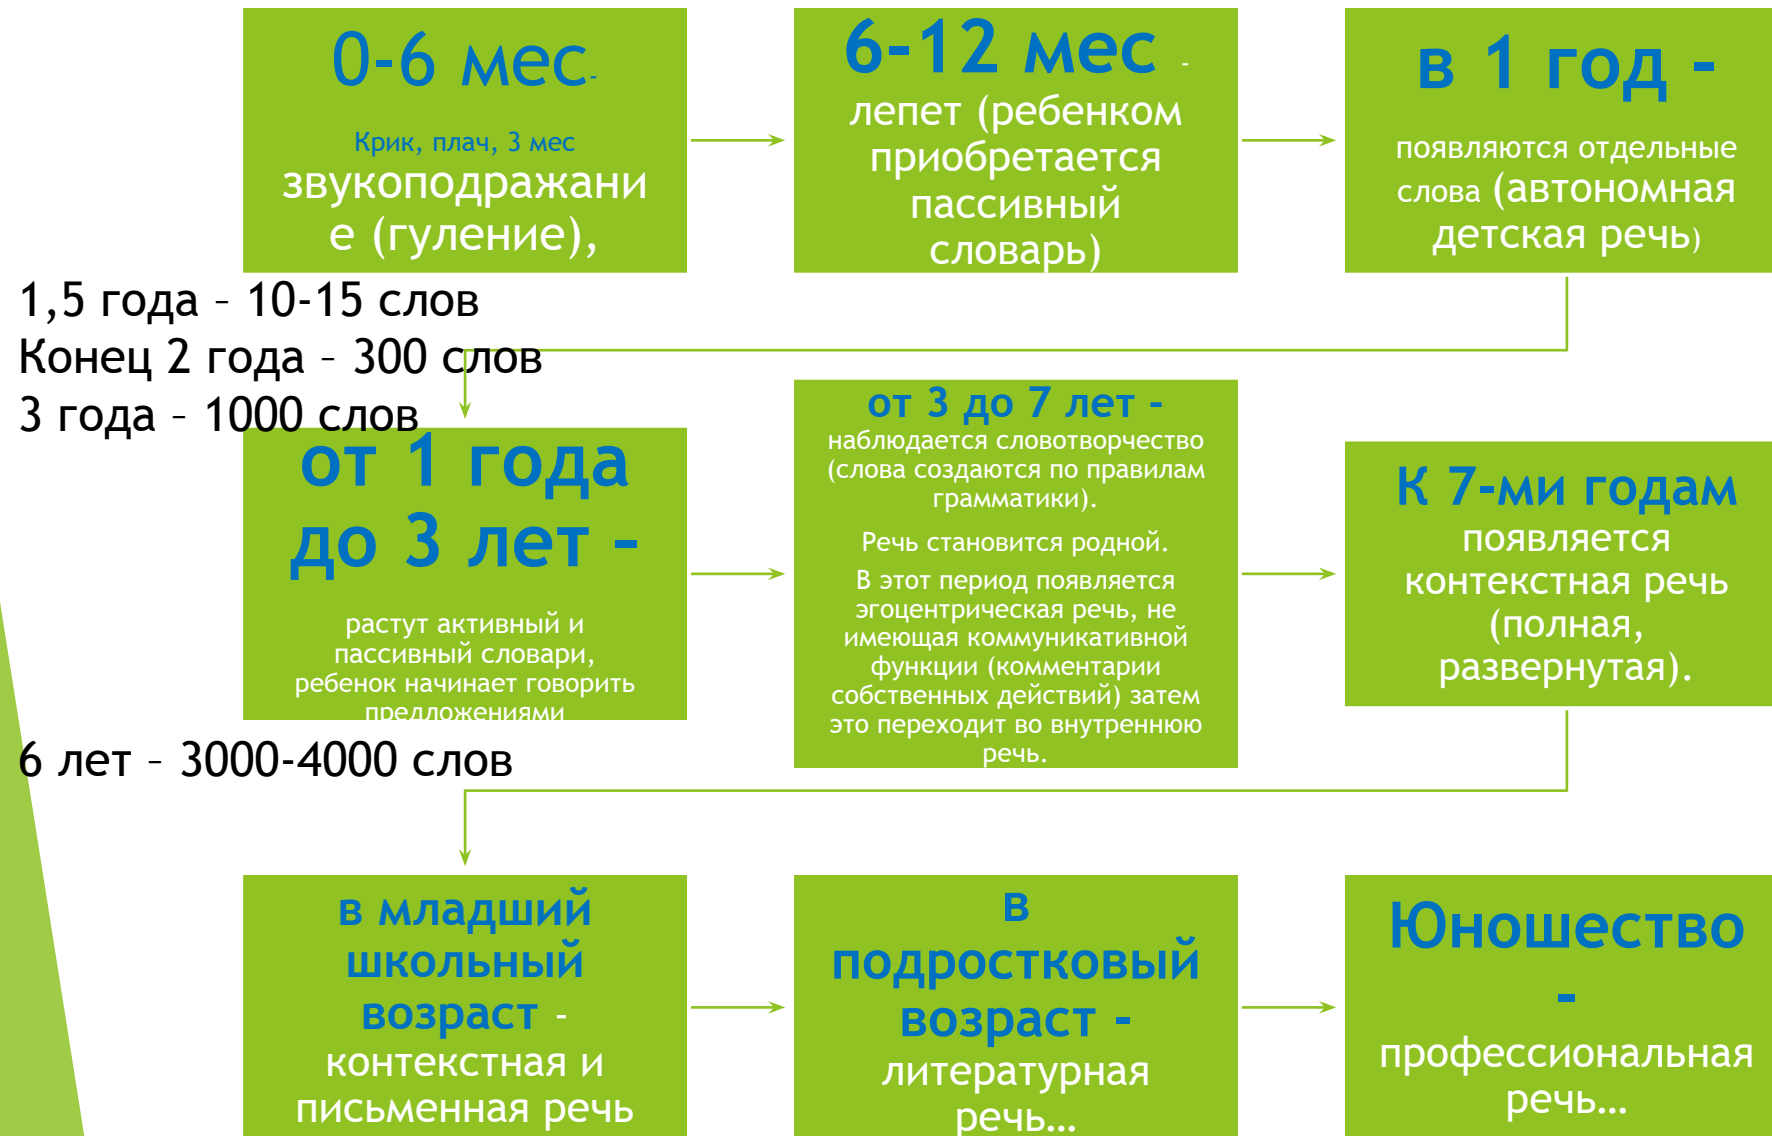 0-6 мес-
Крик, плач, 3 мес
звукоподражани
е (гуление),
6-12 мес -
лепет (ребенком
приобретается
пассивный
словарь)
в 1 год -
появляются отдельные
слова (автономная
детская речь)
1,5 года – 10-15 слов
Конец 2 года – 300 слов
3 года – 1000 слов
от 1 года
до 3 лет -
растут активный и
пассивный словари,
ребенок начинает говорить
предложениями
от 3 до 7 лет -
наблюдается словотворчество
(слова создаются по правилам
грамматики).
Речь становится родной.
В этот период появляется
эгоцентрическая речь, не
имеющая коммуникативной
функции (комментарии
собственных действий) затем
это переходит во внутреннюю
речь.
К 7-ми годам
появляется
контекстная речь
(полная,
развернутая).
6 лет – 3000-4000 слов
в младший
школьный
возраст -
контекстная и
письменная речь
в
подростковый
возраст -
литературная
речь…
Юношество
-
профессиональная
речь…